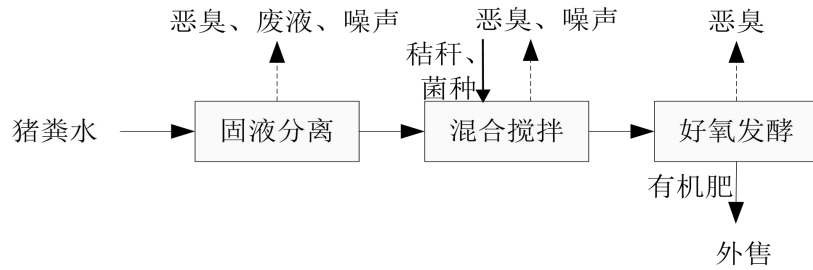 恶臭、废液、噪声
恶臭、噪声
恶臭
秸秆、
菌种
猪粪水
固液分离
混合搅拌
好氧发酵
有机肥
外售